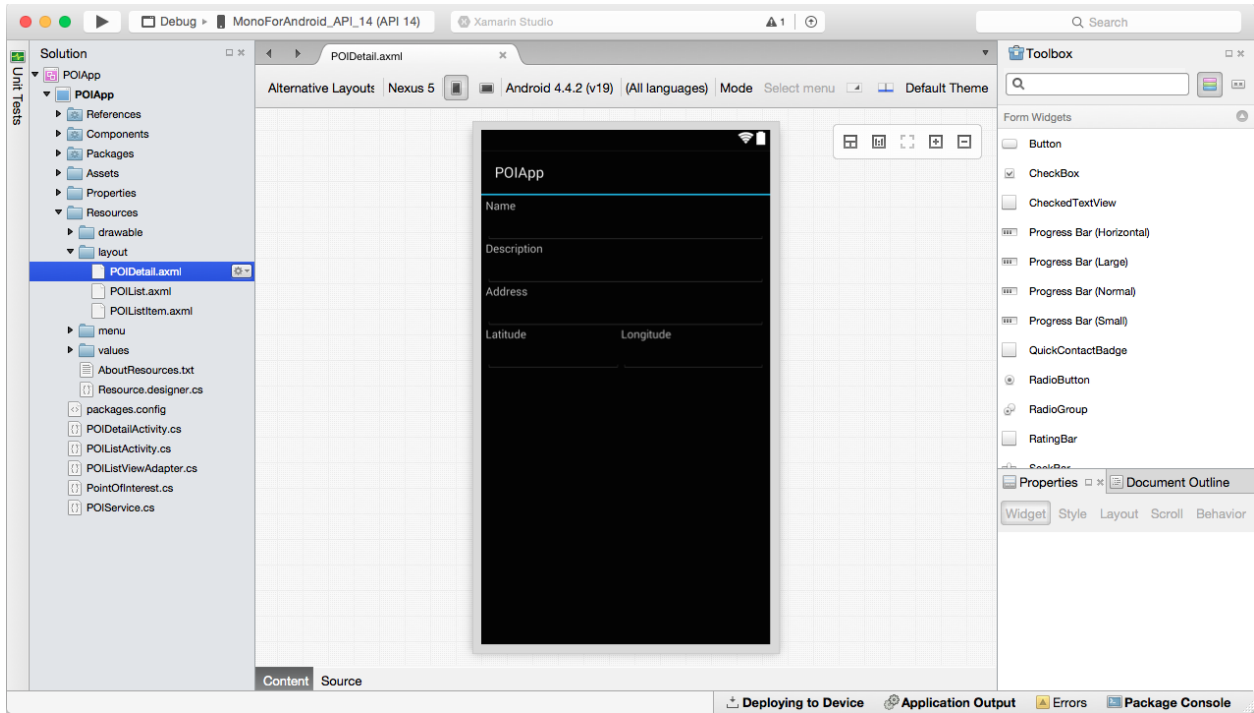 Debug
MonoForAndroid_API_14 (API 14)
Xamarin Studio
1
Search
Unit Tests
Solution
POIApp
POIApp
References
Components
Packages
Assets
Properties
Resources
drawable
layout
POIDetail.axml
POIList.axml
POIListItem.axml
menu
values
AboutResources.txt
Resource.designer.cs
packages.config
POIDetailActivity.cs
POIListActivity.cs
POIListViewAdapter.cs
PointOfInterest.cs
POIService.cs
POIDetail.axml
Alternative Layouts Nexus 5 Android 4.4.2 (v19) (All languages) Mode Select menu Default Theme
POIApp
Name
Description
Address
Latitude Longitude
Content Source
Toolbox
Form Widgets
Button
CheckBox
CheckedTextView
Progress Bar (Horizontal)
Progress Bar (Large)
Progress Bar (Normal)
Progress Bar (Small)
QuickContactBadge
RadioButton
RadioGroup
RatingBar
SeekBar
Properties Document Outline
Widget Style Layout Scroll Behavior
Deploying to Device Application Output Errors Package Console